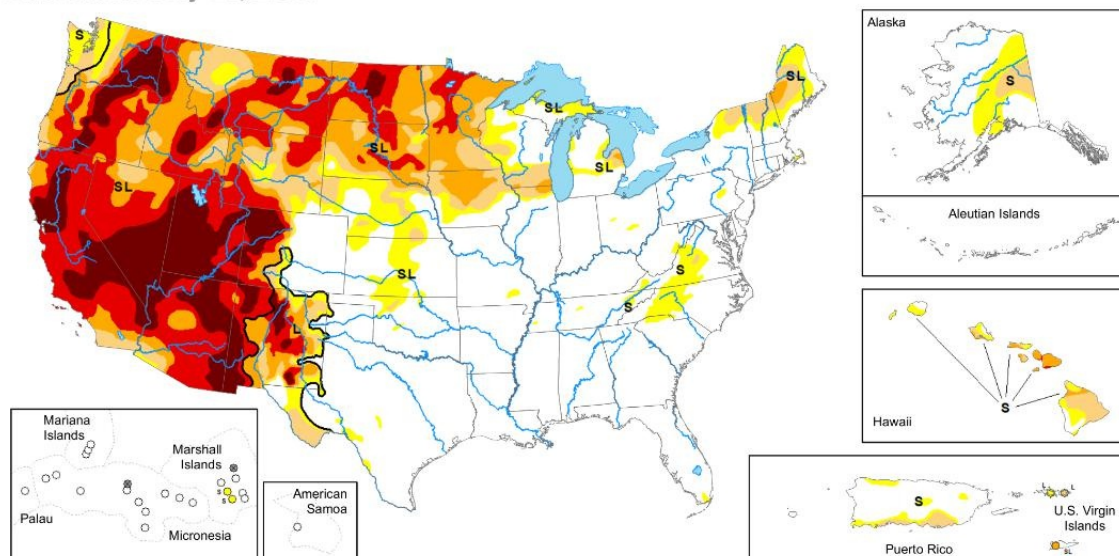 S
SL
SL
SL
SL
SL
SL
L
S
S
Alaska
S
Aleutian Islands
S
Hawaii
Mariana
Islands
Marshall
Islands
S
S
Palau
Micronesia
American
Samoa
S
L
L
U.S. Virgin
Islands
SL
Puerto Rico